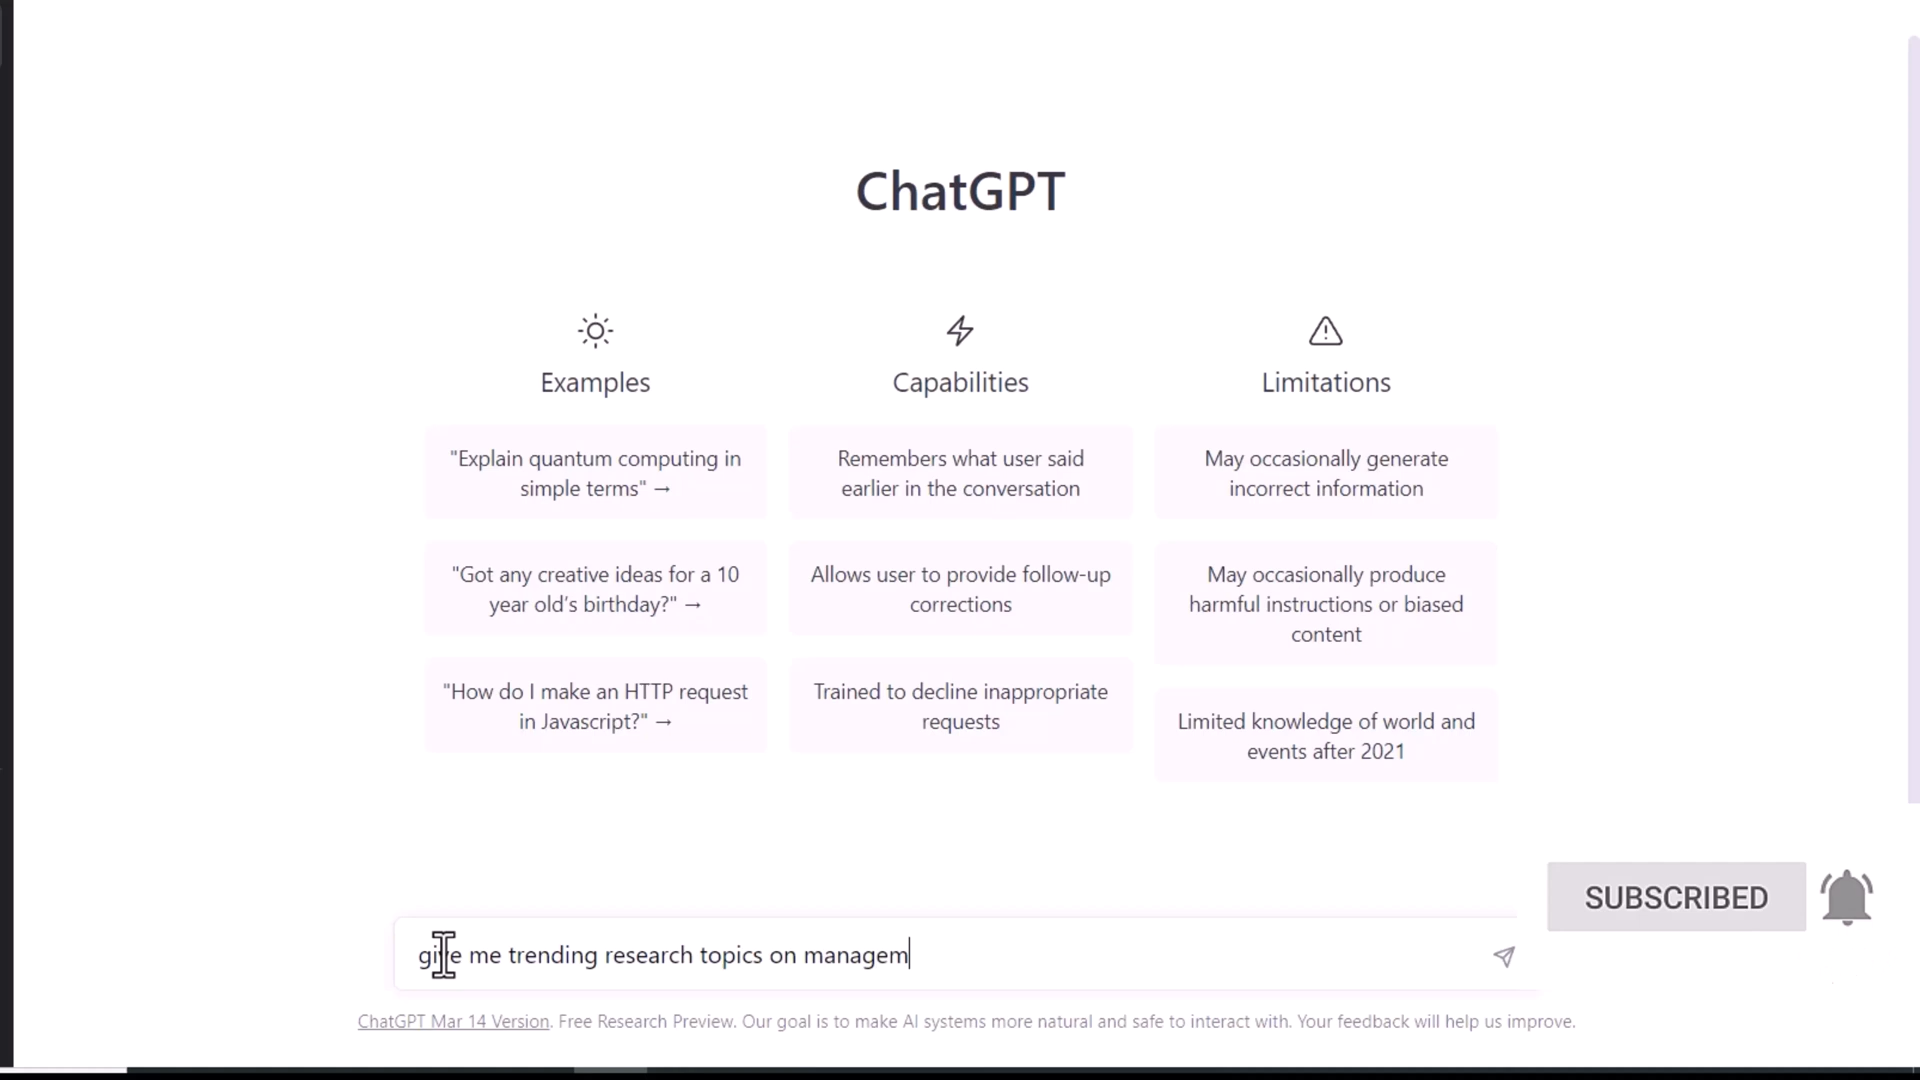 ChatGPT
Examples
Capabilities
Limitations
"Explain quantum computing in
simple terms" →
Remembers what user said
earlier in the conversation
May occasionally generate
incorrect information
"Got any creative ideas for a 10
year old's birthday?" →
Allows user to provide follow-up
corrections
May occasionally produce
harmful instructions or biased
content
"How do I make an HTTP request
in Javascript?" →
Trained to decline inappropriate
requests
Limited knowledge of world and
events after 2021
SUBSCRIBED
give me trending research topics on managem
ChatGPT Mar 14 Version. Free Research Preview. Our goal is to make AI systems more natural and safe to interact with. Your feedback will help us improve.